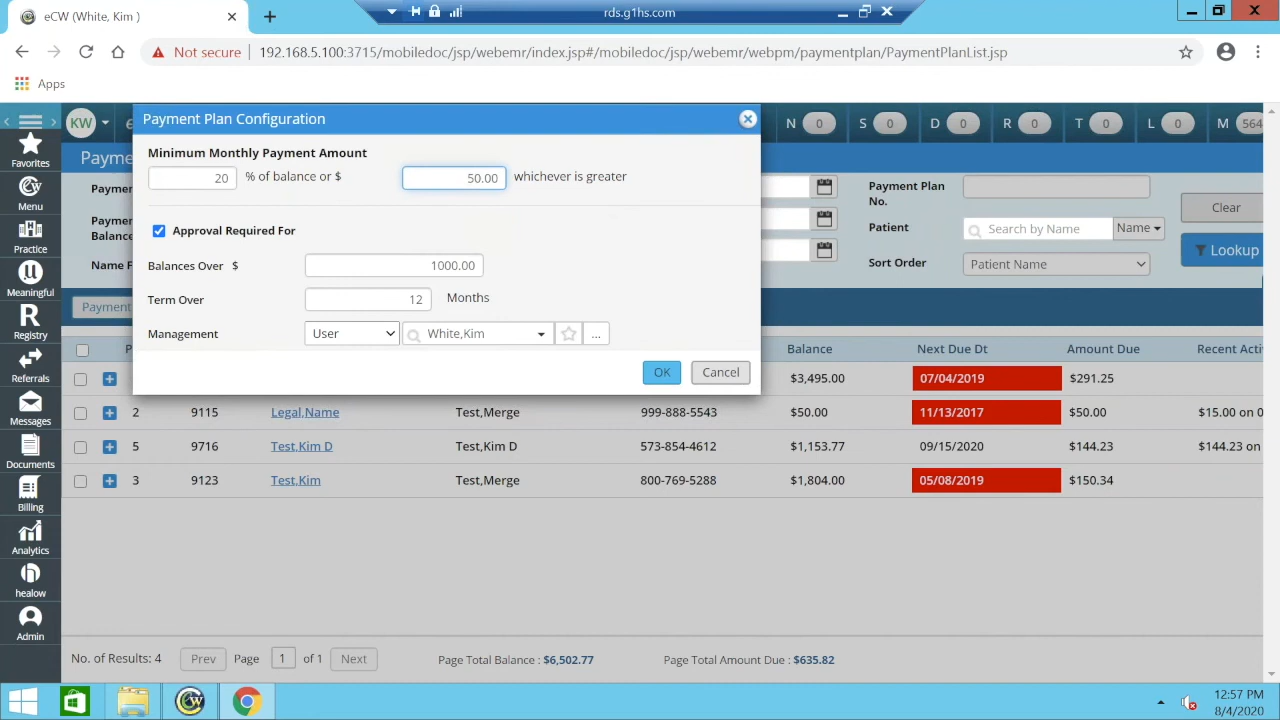 eCW (White, Kim )
rds.g1hs.com
Not secure
192.168.5.100:3715/mobiledoc/jsp/webemr/index.jsp#/mobiledoc/jsp/webemr/webpm/paymentplan/PaymentPlanList.jsp
Apps
KW
N 0 S 0 D 0 R 0 T 0 L 0 M 564
Favorites
Menu
Practice
Meaningful
Registry
Referrals
Messages
Documents
Billing
Analytics
healow
Admin
Payment Plan Configuration
Minimum Monthly Payment Amount
20 % of balance or $ 50.00 whichever is greater
Approval Required For
Balances Over $ 1000.00
Term Over 12 Months
Management User White,Kim ...
OK Cancel
Payme
Paymen
Paymen
Balance
Name F
Payment Plan No.
Patient Search by Name Name
Sort Order Patient Name
Clear
Lookup
Payment
P Balance Next Due Dt Amount Due Recent Acti
$3,495.00 07/04/2019 $291.25
2 9115 Legal,Name Test,Merge 999-888-5543 $50.00 11/13/2017 $50.00 $15.00 on 0
5 9716 Test,Kim D Test,Kim D 573-854-4612 $1,153.77 09/15/2020 $144.23 $144.23 on
3 9123 Test,Kim Test,Merge 800-769-5288 $1,804.00 05/08/2019 $150.34
No. of Results: 4 Prev Page 1 of 1 Next Page Total Balance : $6,502.77 Page Total Amount Due : $635.82
12:57 PM
8/4/2020